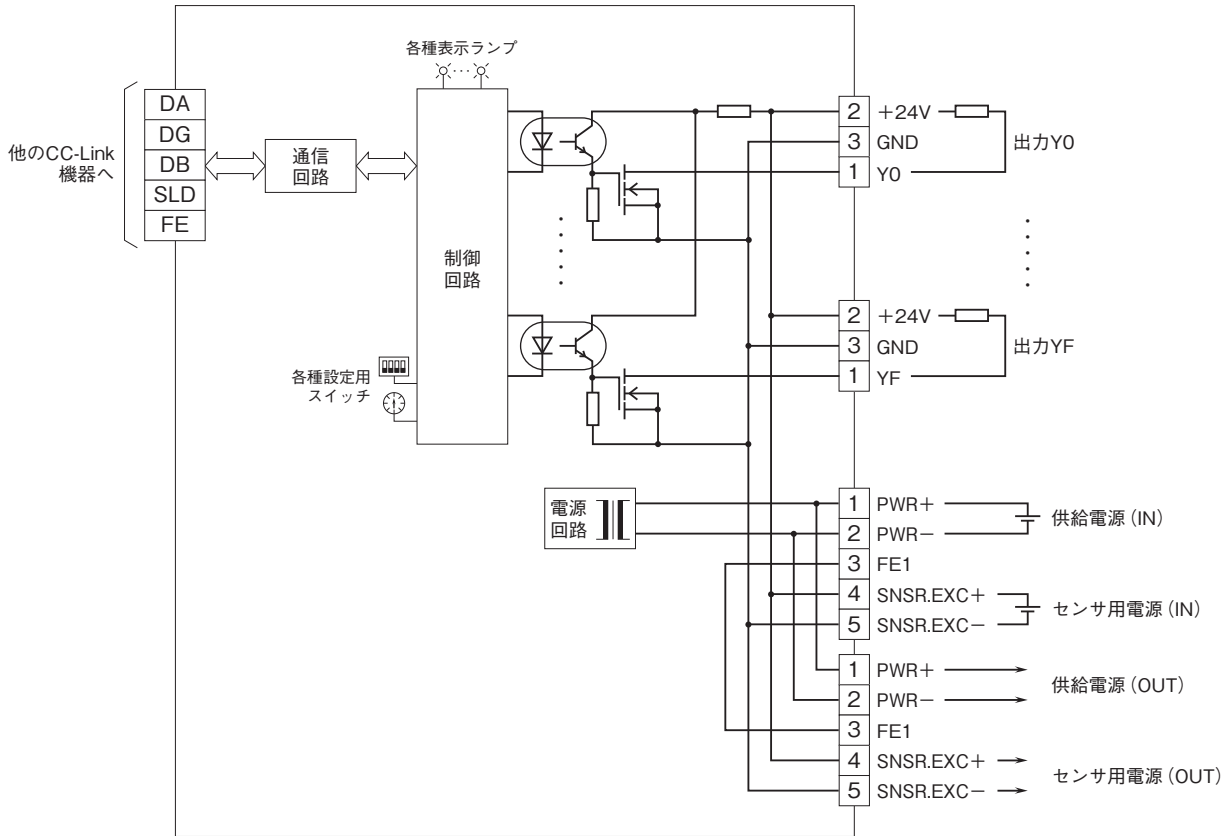 各種表示ランプ
他のCC-Link
機器へ
DA
DG
DB
SLD
FE
通信
回路
制御
回路
各種設定用
スイッチ
2 +24V
3 GND
1 Y0
出力Y0
2 +24V
3 GND
1 YF
出力YF
電源
回路
1 PWR+
2 PWR−
3 FE1
4 SNSR.EXC+
5 SNSR.EXC−
供給電源(IN)
センサ用電源(IN)
1 PWR+
2 PWR−
3 FE1
4 SNSR.EXC+
5 SNSR.EXC−
供給電源(OUT)
センサ用電源(OUT)